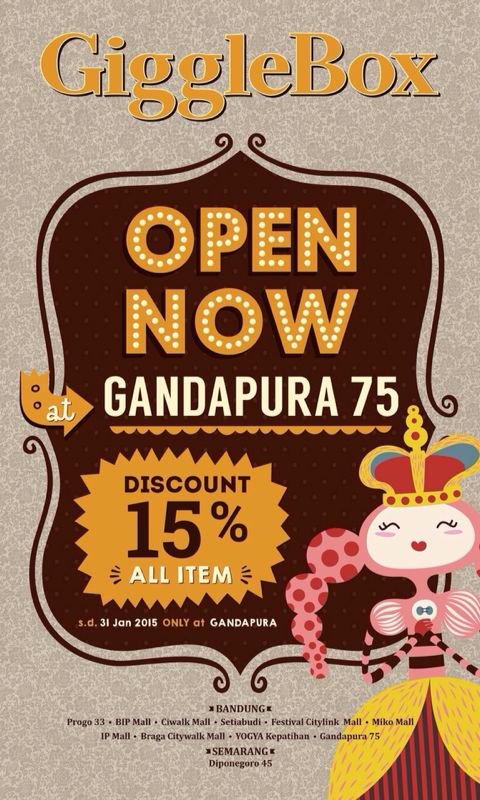 GiggleBox
OPEN
NOW
at GANDAPURA 75
DISCOUNT
15%
ALL ITEM
s.d. 31 Jan 2015 ONLY at GANDAPURA
BANDUNG
Progo 33 • BIP Mall • Ciwalk Mall • Setiabudi • Festival Citylink Mall • Miko Mall
IP Mall • Braga Citywalk Mall • YOGYA Kepatihan • Gandapura 75
SEMARANG
Diponegoro 45